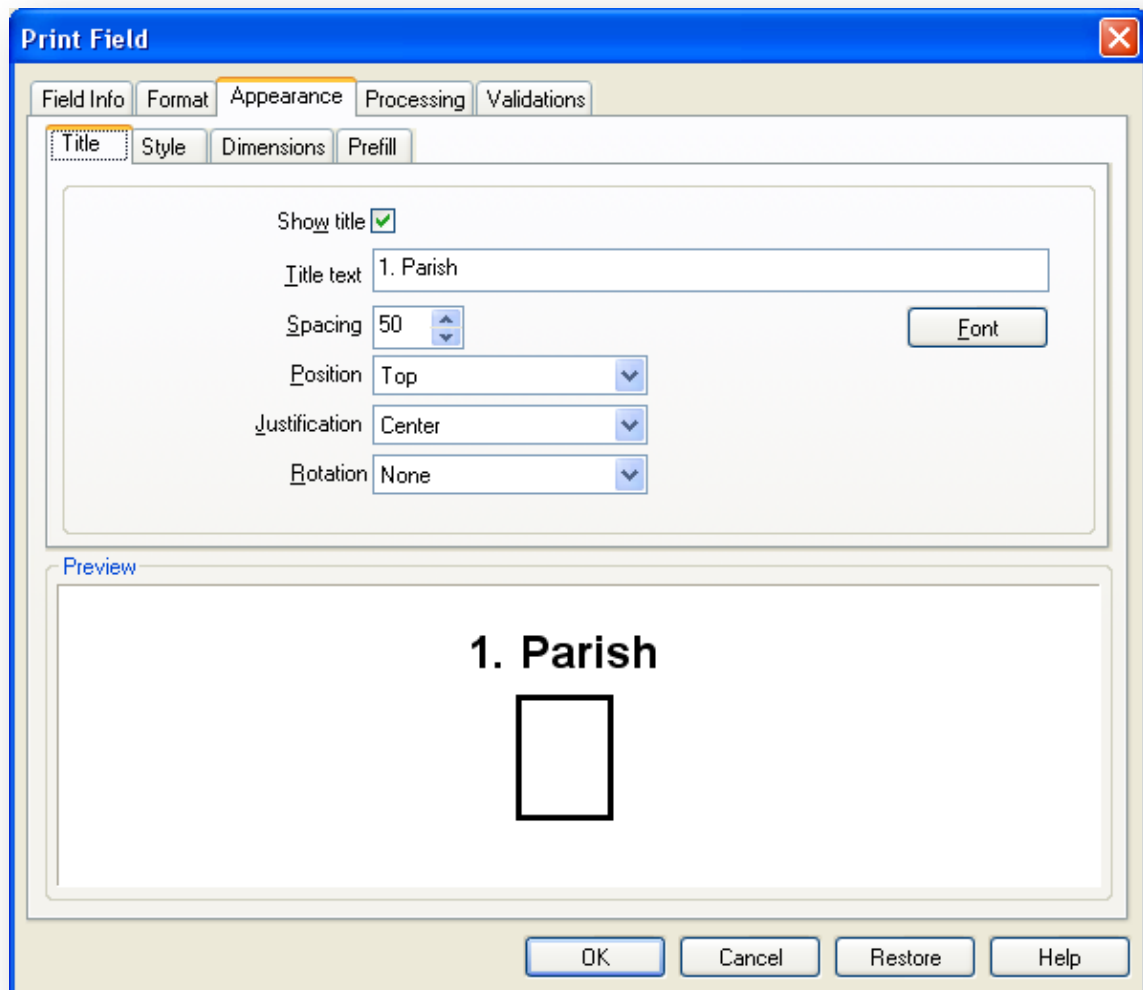 Print Field
Field Info Format Appearance Processing Validations
Title Style Dimensions Prefill
Show title
Title text 1. Parish
Spacing 50 Font
Position Top
Justification Center
Rotation None
Preview
1. Parish
OK Cancel Restore Help